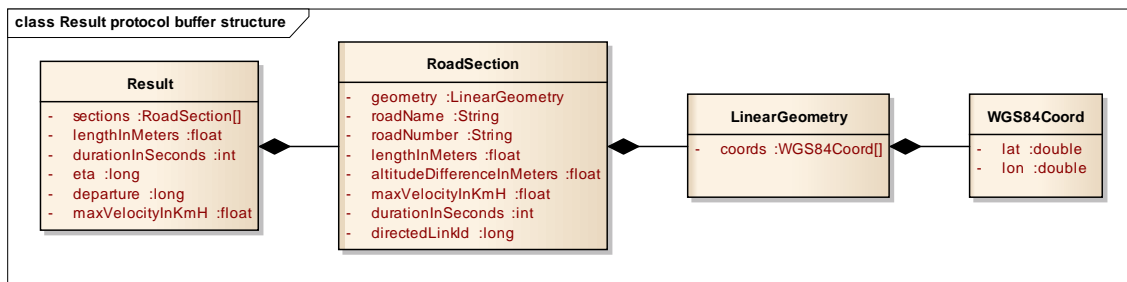 class Result protocol buffer structure
Result
- sections :RoadSection[]
- lengthInMeters :float
- durationInSeconds :int
- eta :long
- departure :long
- maxVelocityInKmH :float
RoadSection
- geometry :LinearGeometry
- roadName :String
- roadNumber :String
- lengthInMeters :float
- altitudeDifferenceInMeters :float
- maxVelocityInKmH :float
- durationInSeconds :int
- directedLinkId :long
LinearGeometry
- coords :WGS84Coord[]
WGS84Coord
- lat :double
- lon :double